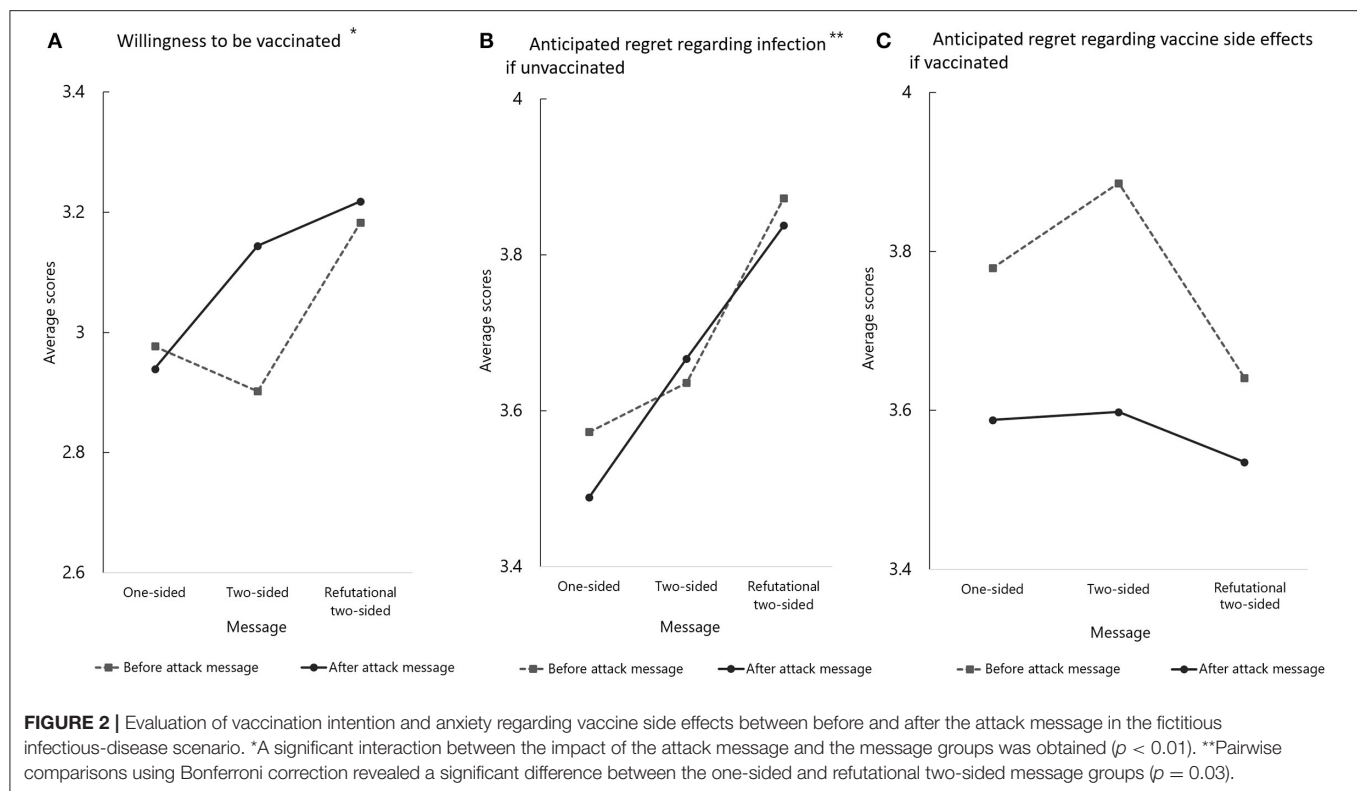 A
Willingness to be vaccinated *
3.4
3.2
3
2.8
2.6
Average scores
One-sided
Two-sided
Refutational
two-sided
Message
Before attack message
After attack message
B
Anticipated regret regarding infection **
if unvaccinated
4
3.8
3.6
3.4
Average scores
One-sided
Two-sided
Refutational
two-sided
Message
Before attack message
After attack message
C
Anticipated regret regarding vaccine side effects
if vaccinated
4
3.8
3.6
3.4
Average scores
One-sided
Two-sided
Refutational
two-sided
Message
Before attack message
After attack message
FIGURE 2 | Evaluation of vaccination intention and anxiety regarding vaccine side effects between before and after the attack message in the fictitious
infectious-disease scenario. *A significant interaction between the impact of the attack message and the message groups was obtained (p < 0.01). **Pairwise
comparisons using Bonferroni correction revealed a significant difference between the one-sided and refutational two-sided message groups (p = 0.03).